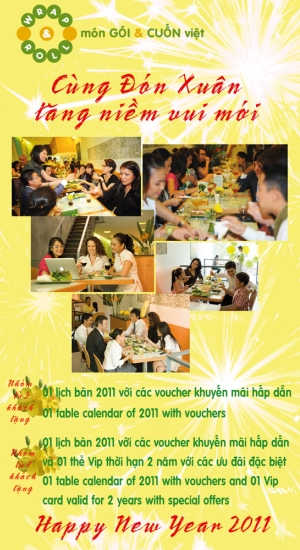 WRAP & ROLL
món GỎI & CUỐN việt
Cùng Đón Xuân
tăng niềm vui mới
Nhóm
khách
tặng
01 lịch bàn 2011 với các voucher khuyến mãi hấp dẫn
01 table calendar of 2011 with vouchers
Nhóm
khách
tặng
01 lịch bàn 2011 với các voucher khuyến mãi hấp dẫn
và 01 thẻ Vip thời hạn 2 năm với các ưu đãi đặc biệt
01 table calendar of 2011 with vouchers and 01 Vip
card valid for 2 years with special offers
Happy New Year 2011